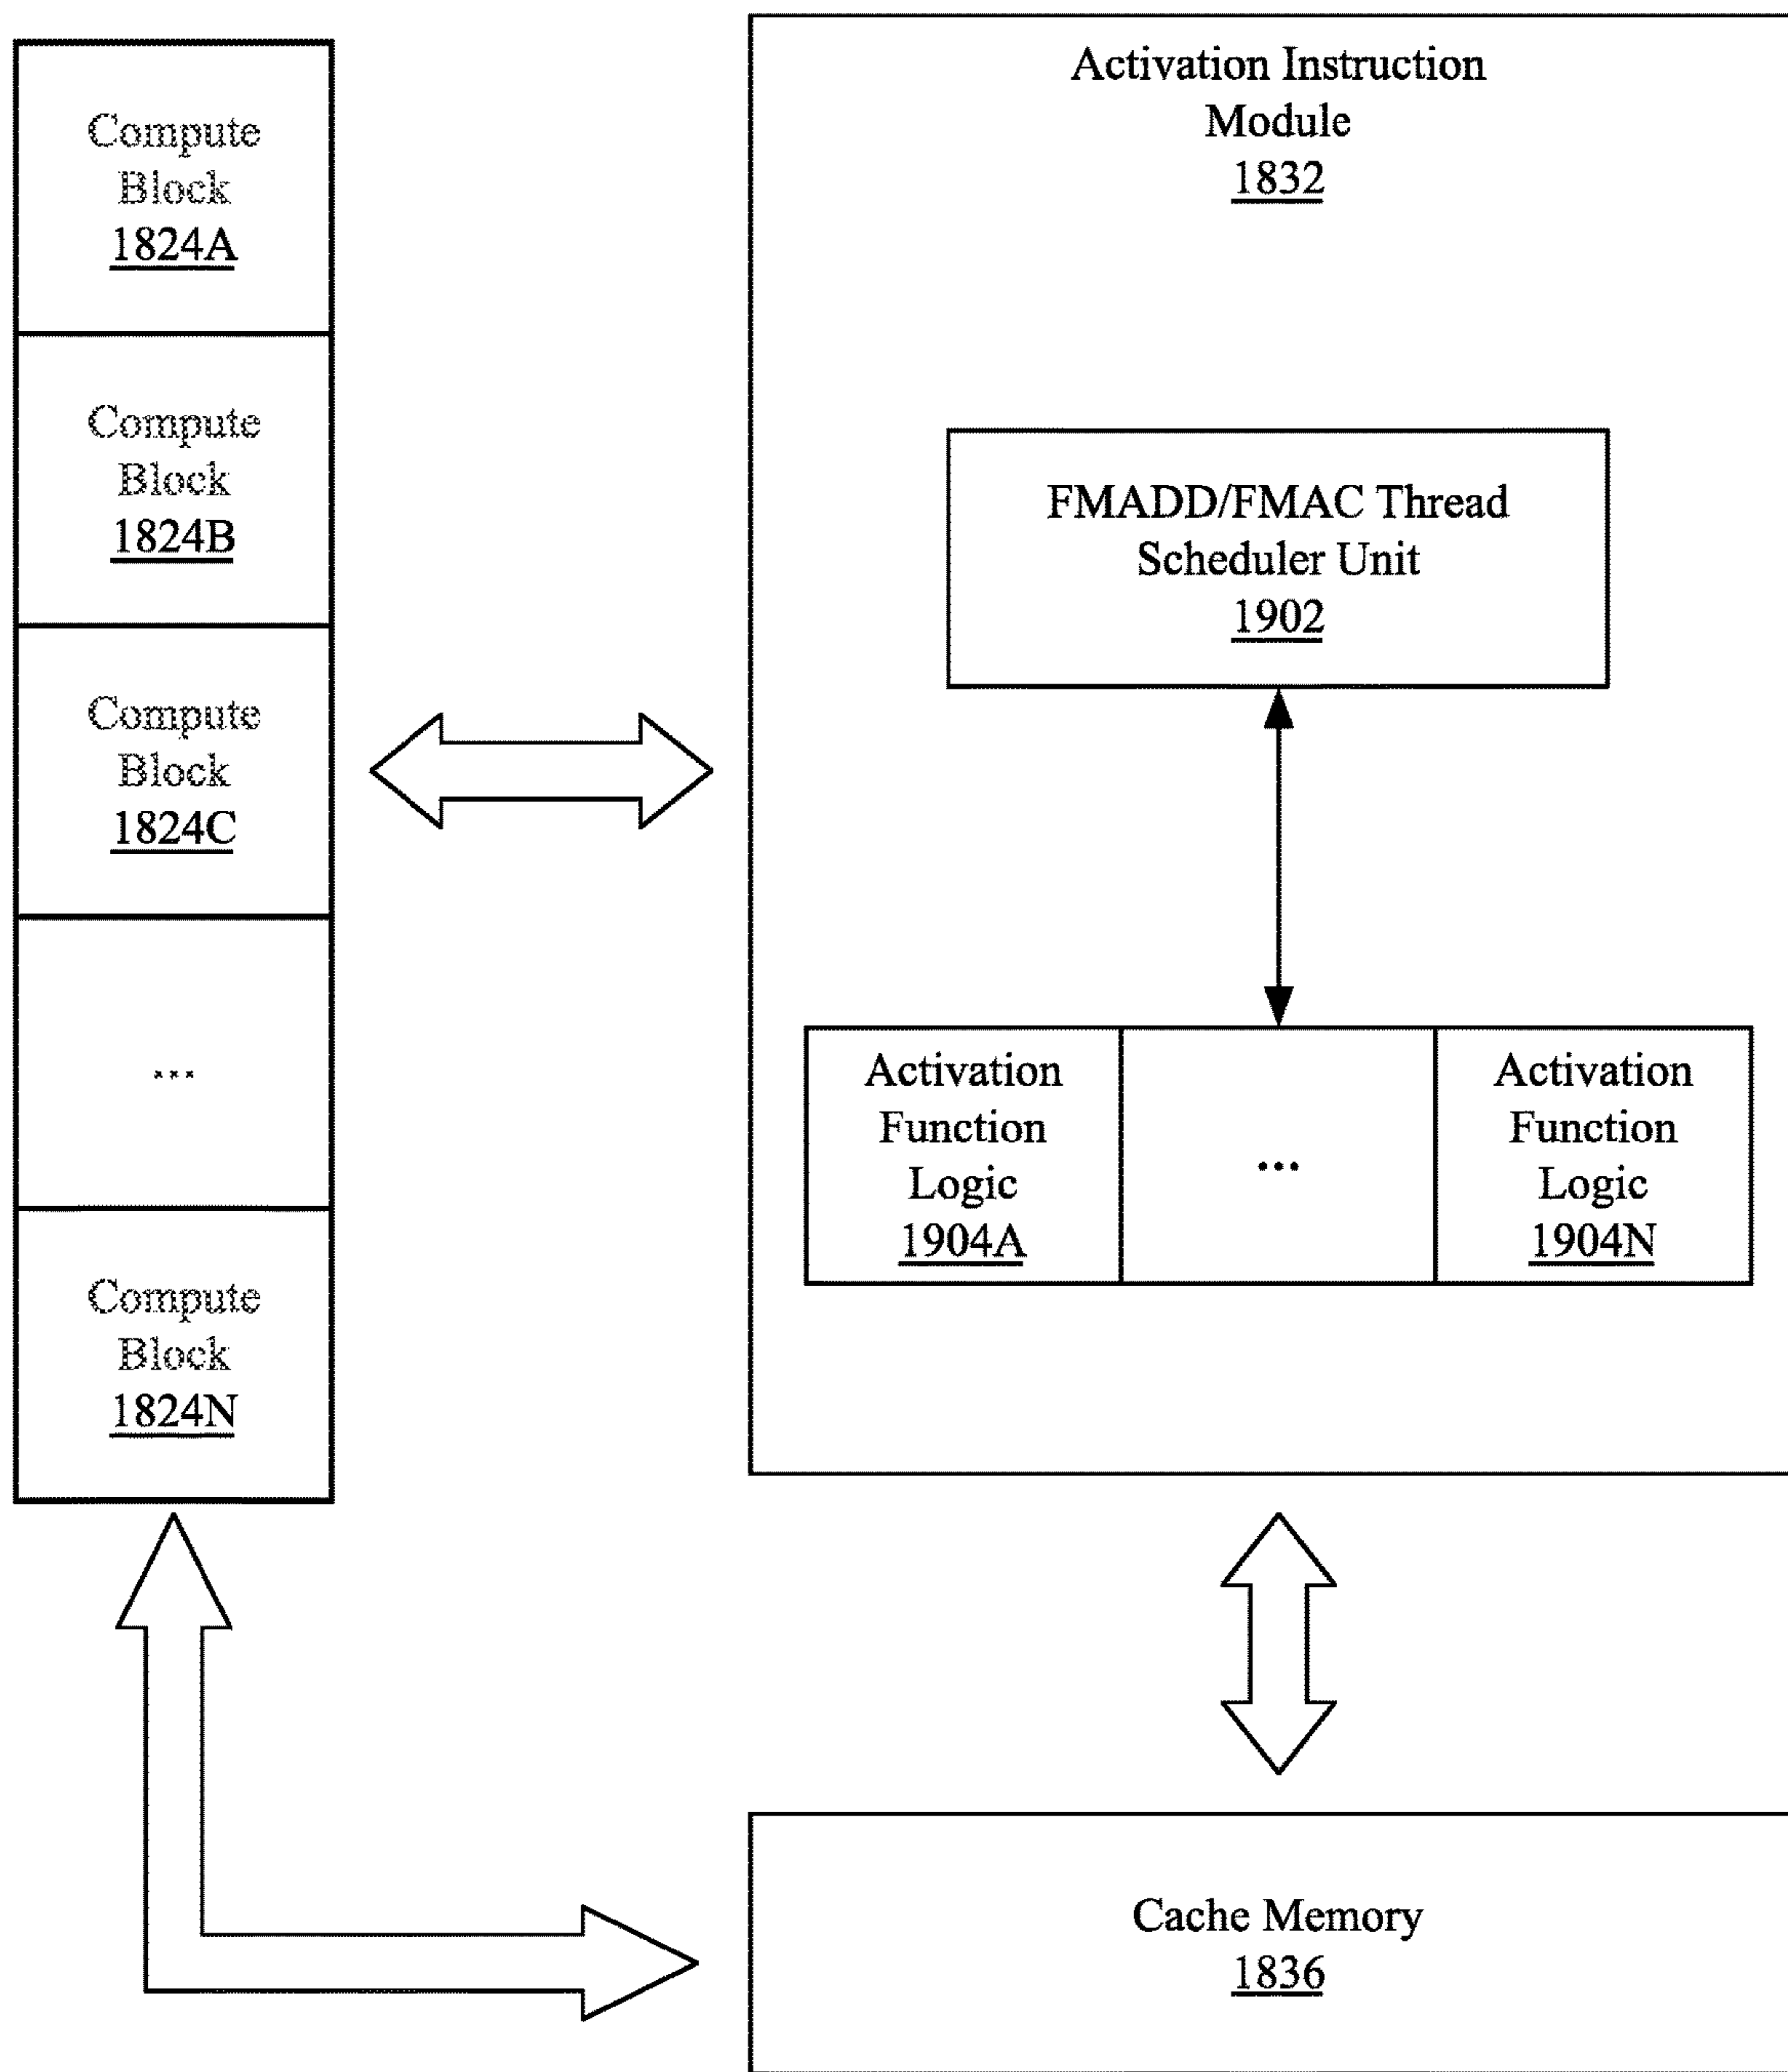 Compute
Block
1824A
Compute
Block
1824B
Compute
Block
1824C
...
Compute
Block
1824N
Activation Instruction
Module
1832
FMADD/FMAC Thread
Scheduler Unit
1902
Activation
Function
Logic
1904A
...
Activation
Function
Logic
1904N
Cache Memory
1836